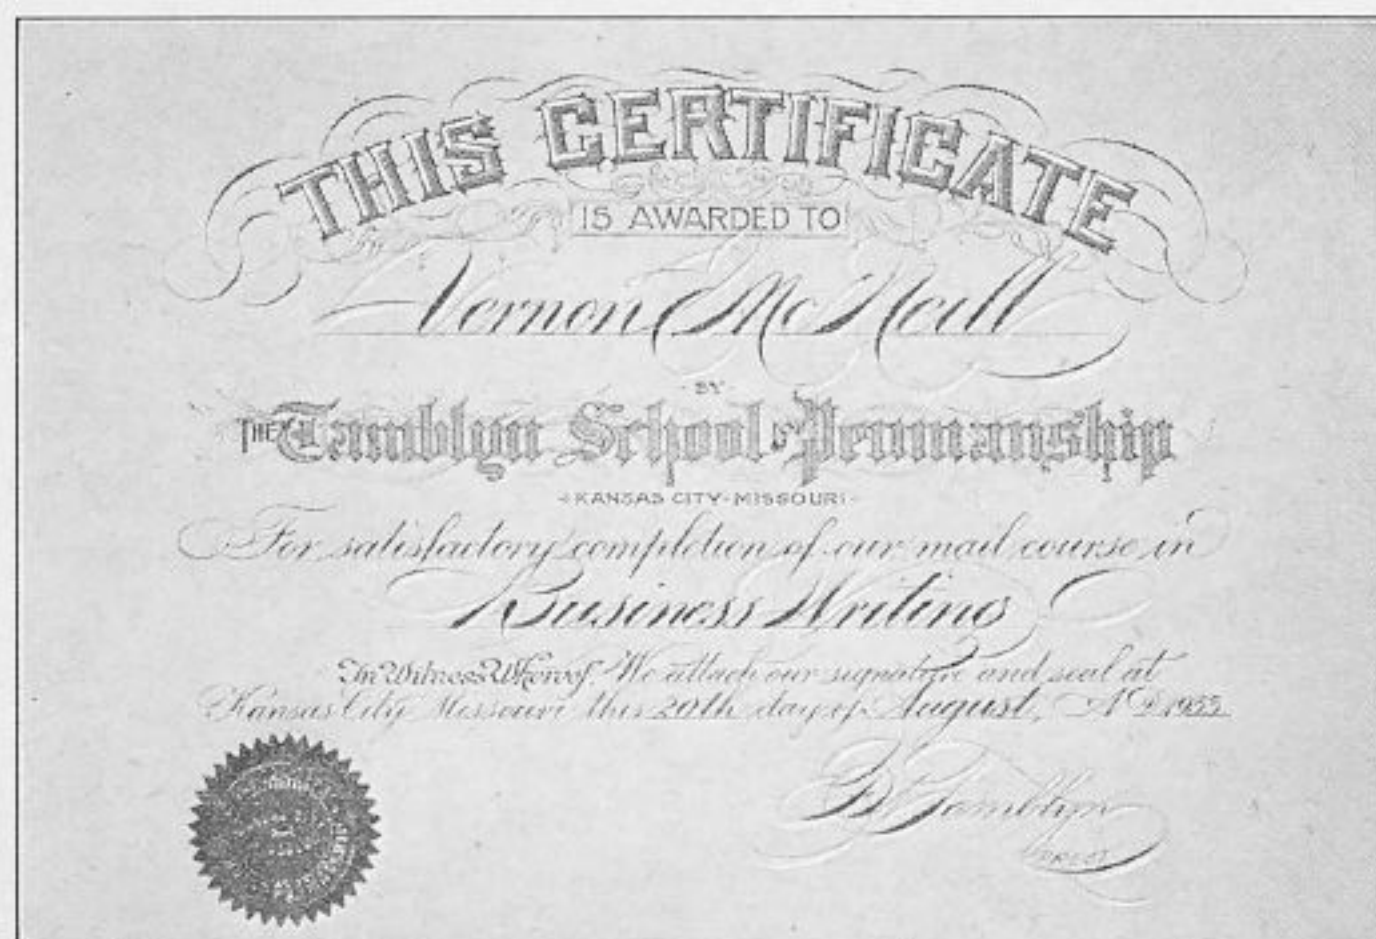 THIS CERTIFICATE
IS AWARDED TO
Vernon McNeill
BY
THE Tamblyn School of Penmanship
KANSAS CITY-MISSOURI
For satisfactory completion of our mail course in
Business Writing
In Witness Whereof, We attach our signature and seal at
Kansas City Missouri this 20th day of August, A D
Tamblyn
PREST